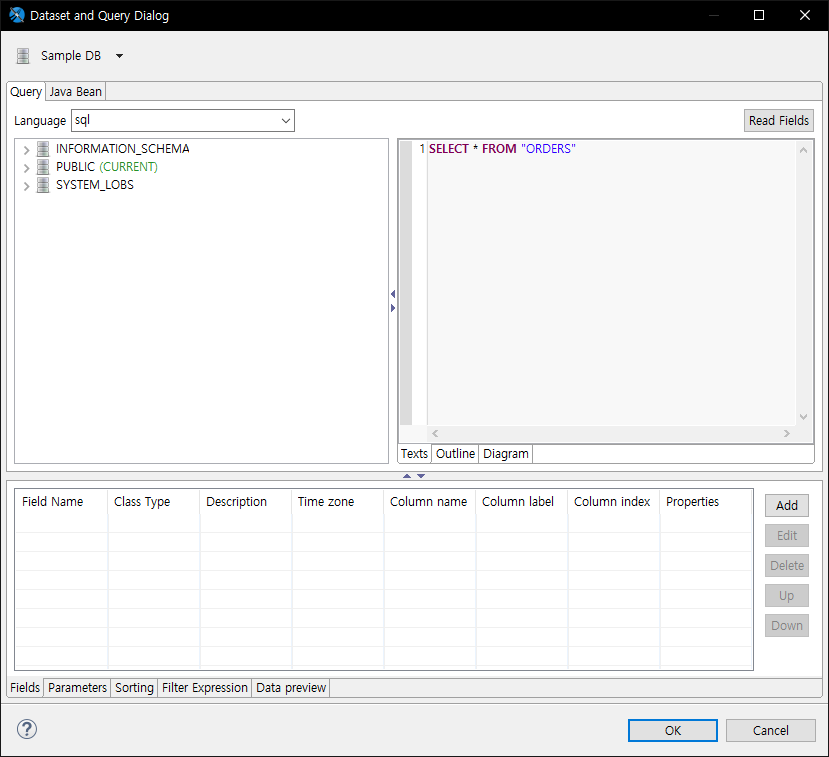 Dataset and Query Dialog
Sample DB
Query Java Bean
Language sql Read Fields
INFORMATION_SCHEMA
PUBLIC (CURRENT)
SYSTEM_LOBS
1 SELECT * FROM "ORDERS"
Texts Outline Diagram
Field Name Class Type Description Time zone Column name Column label Column index Properties
Add
Edit
Delete
Up
Down
Fields Parameters Sorting Filter Expression Data preview
? OK Cancel